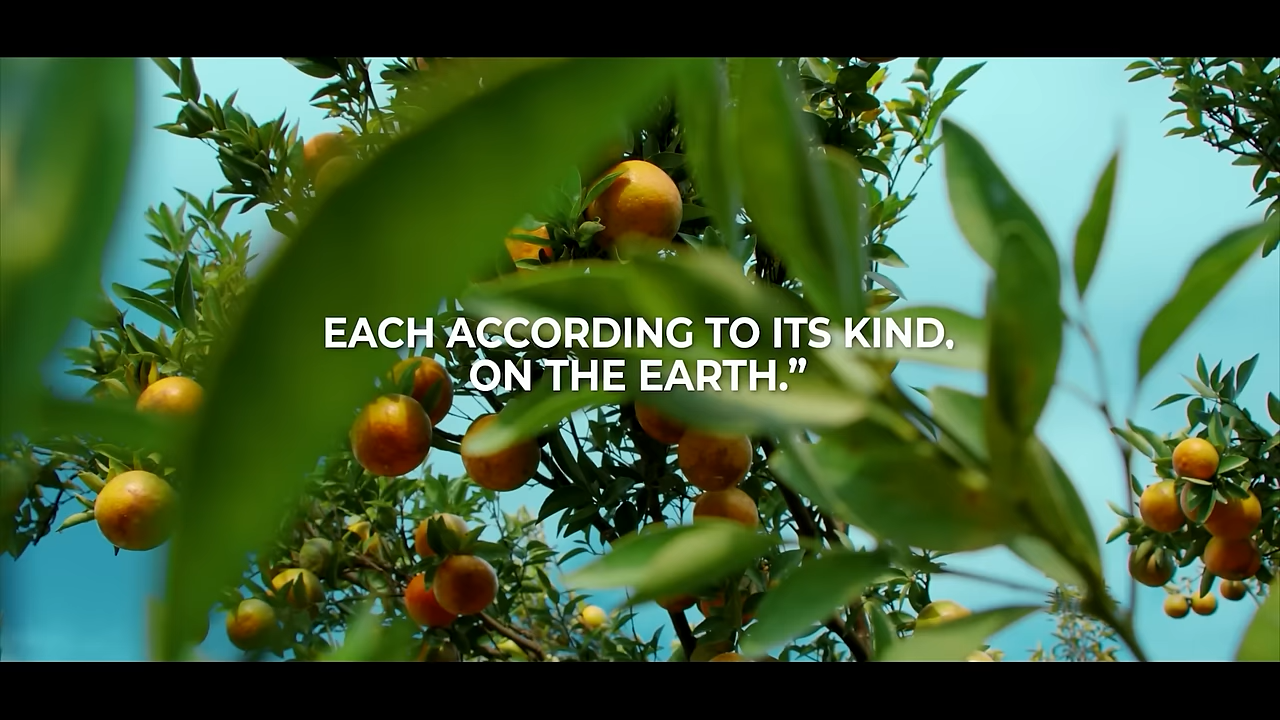 EACH ACCORDING TO ITS KIND,
ON THE EARTH.”